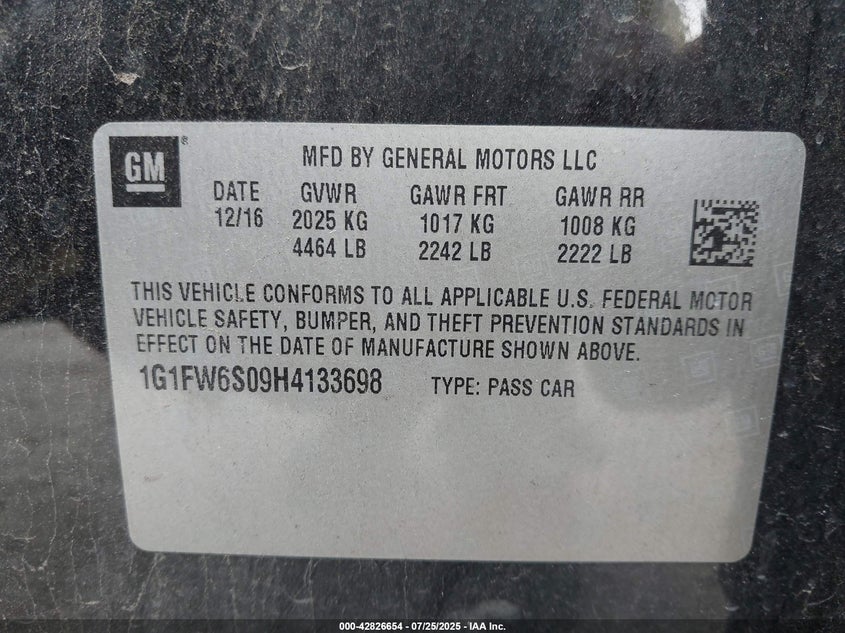 GM
®
MFD BY GENERAL MOTORS LLC
DATE GVWR GAWR FRT GAWR RR
12/16 2025 KG 1017 KG 1008 KG
4464 LB 2242 LB 2222 LB
THIS VEHICLE CONFORMS TO ALL APPLICABLE U.S. FEDERAL MOTOR
VEHICLE SAFETY, BUMPER, AND THEFT PREVENTION STANDARDS IN
EFFECT ON THE DATE OF MANUFACTURE SHOWN ABOVE.
1G1FW6S09H4133698 TYPE: PASS CAR
000-42826654 - 07/25/2025 - IAA Inc.